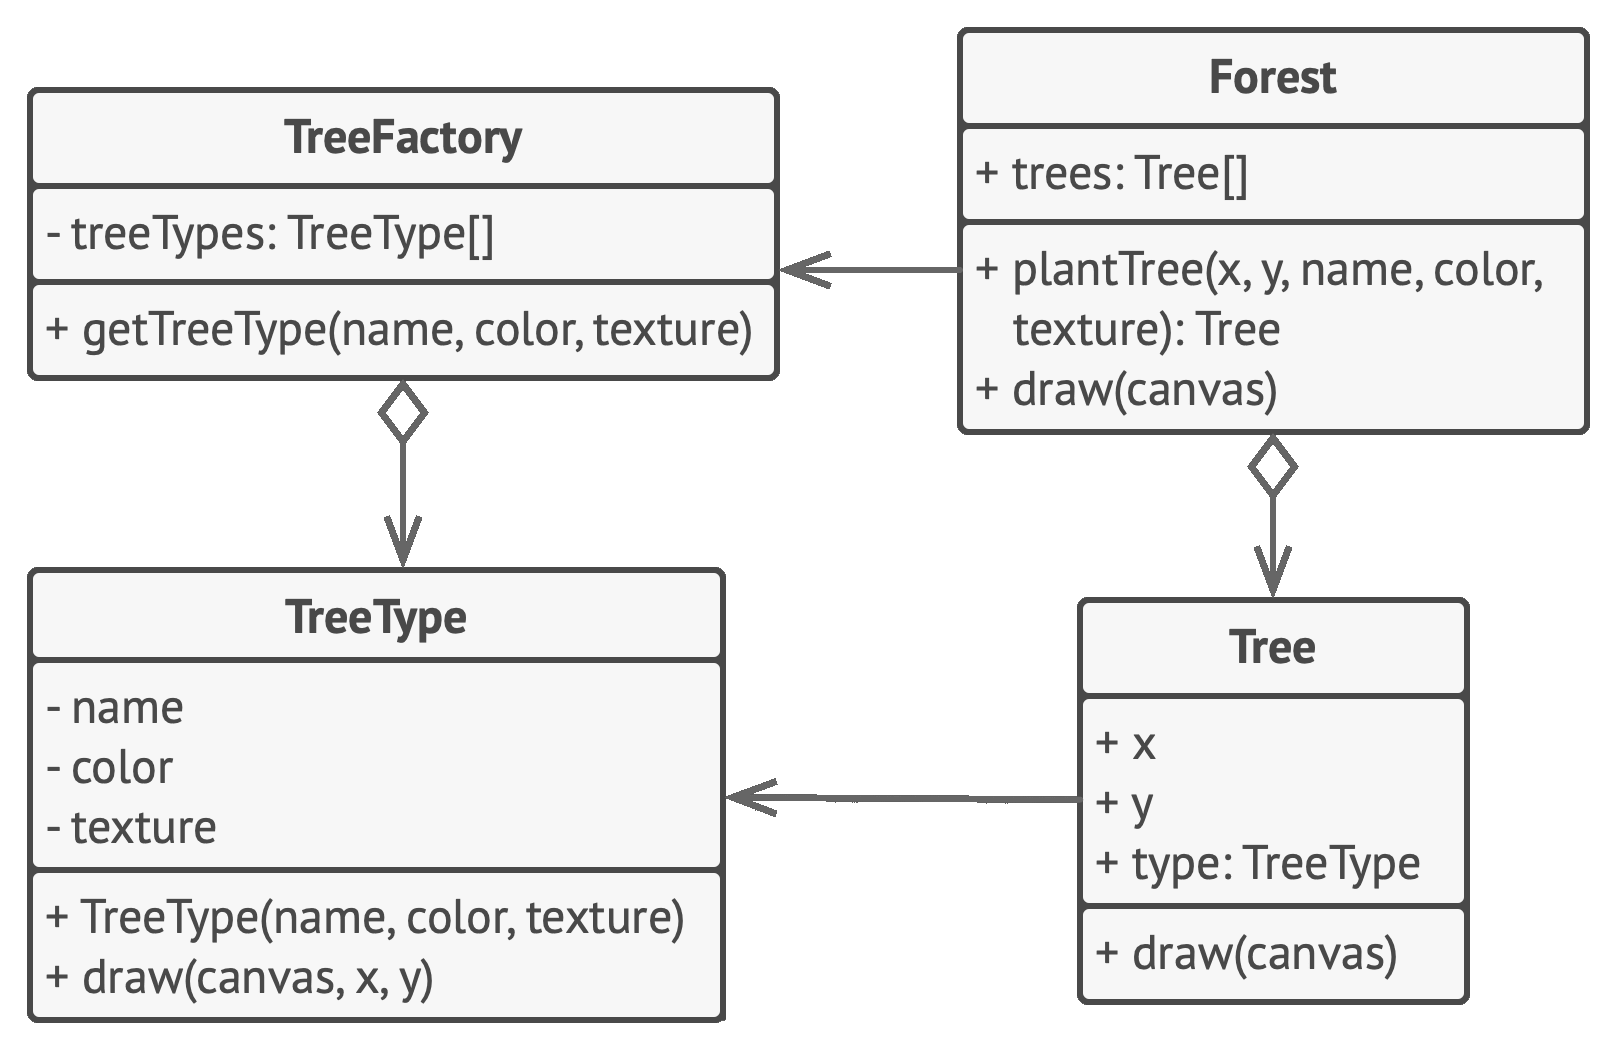 TreeFactory
- treeTypes: TreeType[]
+ getTreeType(name, color, texture)
Forest
+ trees: Tree[]
+ plantTree(x, y, name, color,
texture): Tree
+ draw(canvas)
TreeType
- name
- color
- texture
+ TreeType(name, color, texture)
+ draw(canvas, x, y)
Tree
+ x
+ y
+ type: TreeType
+ draw(canvas)